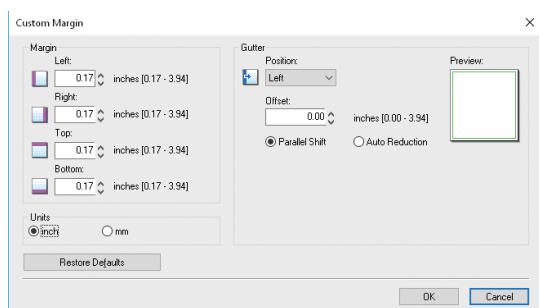 Custom Margin
Margin
Left:
0.17 inches [0.17 - 3.94]
Right:
0.17 inches [0.17 - 3.94]
Top:
0.17 inches [0.17 - 3.94]
Bottom:
0.17 inches [0.17 - 3.94]
Units
inch mm
Restore Defaults
Gutter
Position:
Left
Offset:
0.00 inches [0.00 - 3.94]
Parallel Shift Auto Reduction
Preview:
OK Cancel